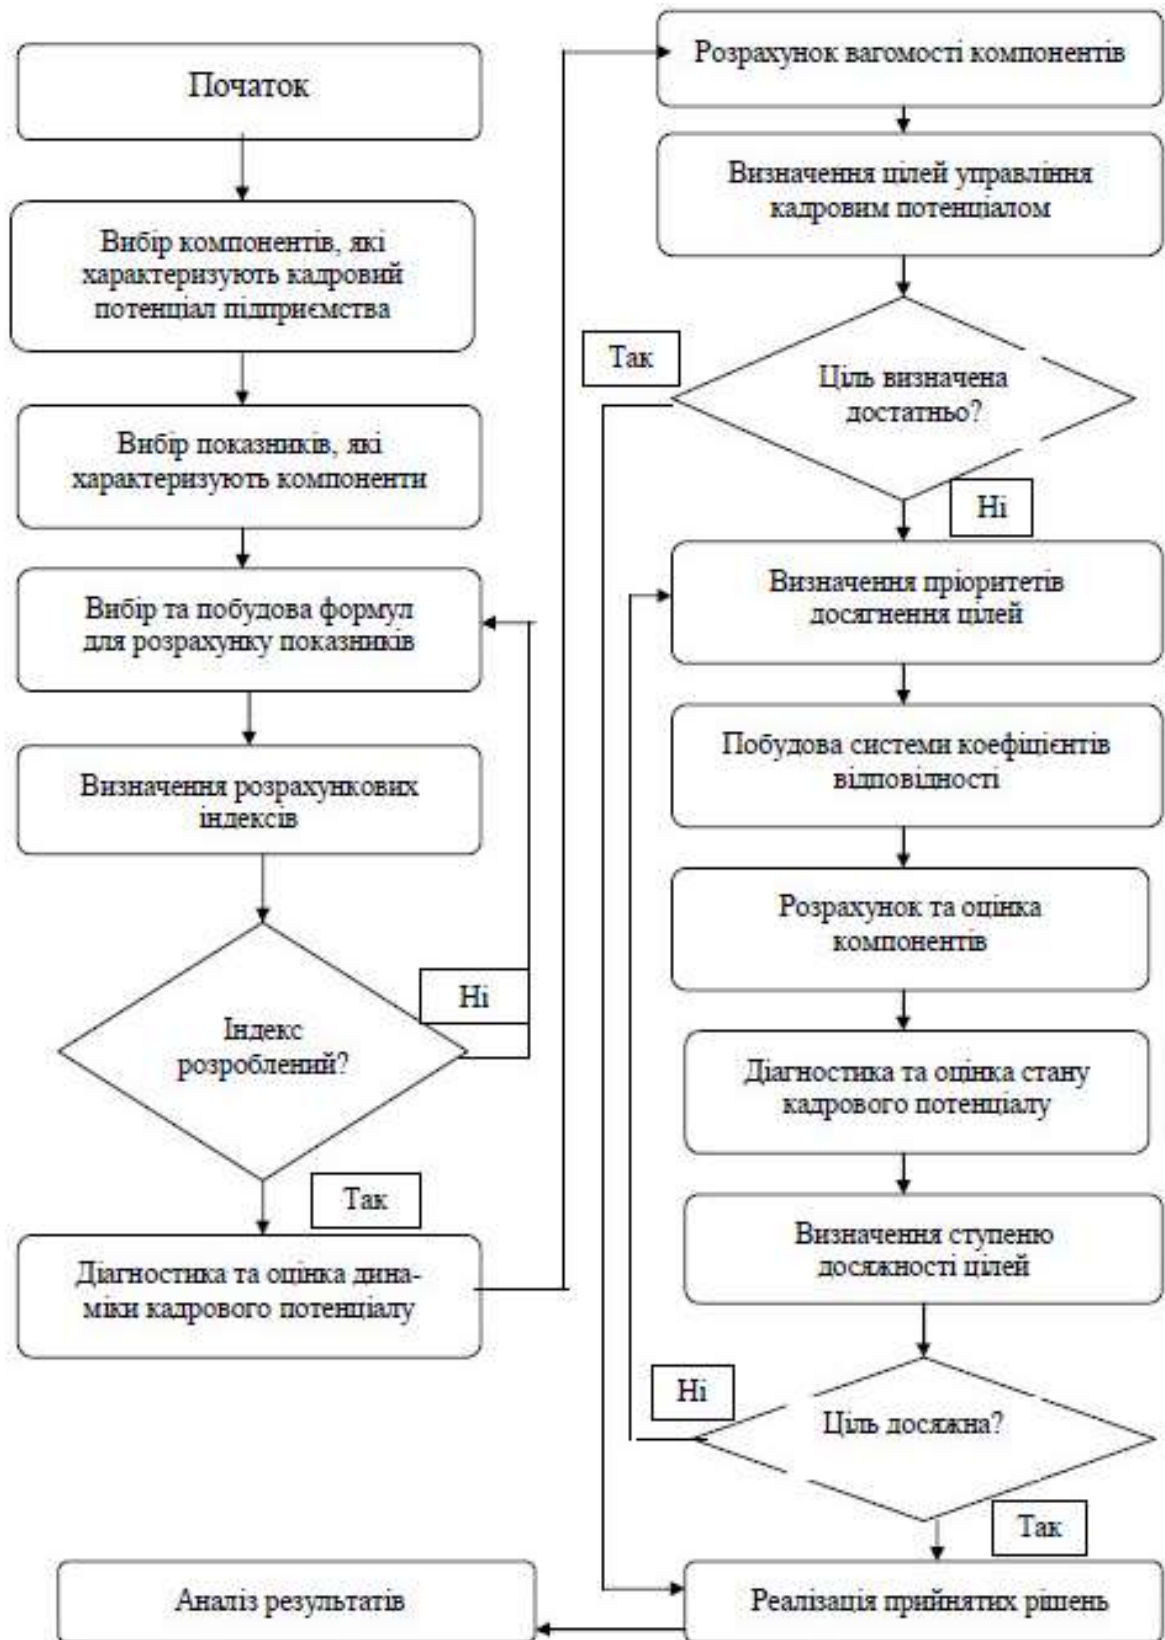 Початок
Вибір компонентів, які
характеризують кадровий
потенціал підприємства
Вибір показників, які
характеризують компоненти
Вибір та побудова формул
для розрахунку показників
Визначення розрахункових
індексів
Індекс
розроблений?
Ні
Так
Діагностика та оцінка дина-
міки кадрового потенціалу
Розрахунок вагомості компонентів
Визначення цілей управління
кадровим потенціалом
Ціль визначена
достатньо?
Так
Ні
Визначення пріоритетів
досягнення цілей
Побудова системи коефіцієнтів
відповідності
Розрахунок та оцінка
компонентів
Діагностика та оцінка стану
кадрового потенціалу
Визначення ступеню
досяжності цілей
Ціль досяжна?
Ні
Так
Реалізація прийнятих рішень
Аналіз результатів